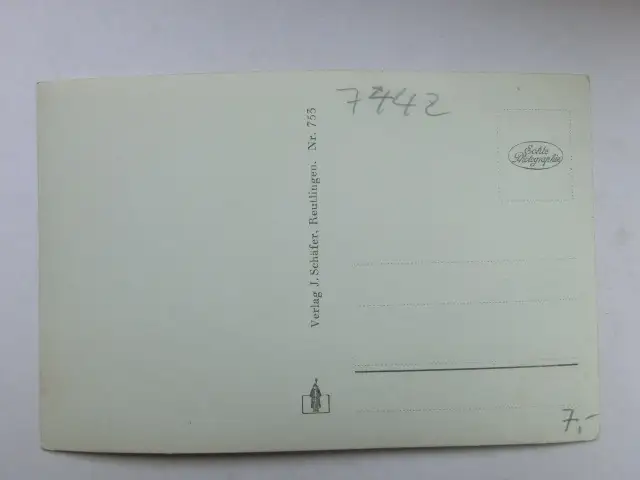 7442
Echte
Photographie
Verlag J. Schäfer, Reutlingen. Nr. 753
7,-